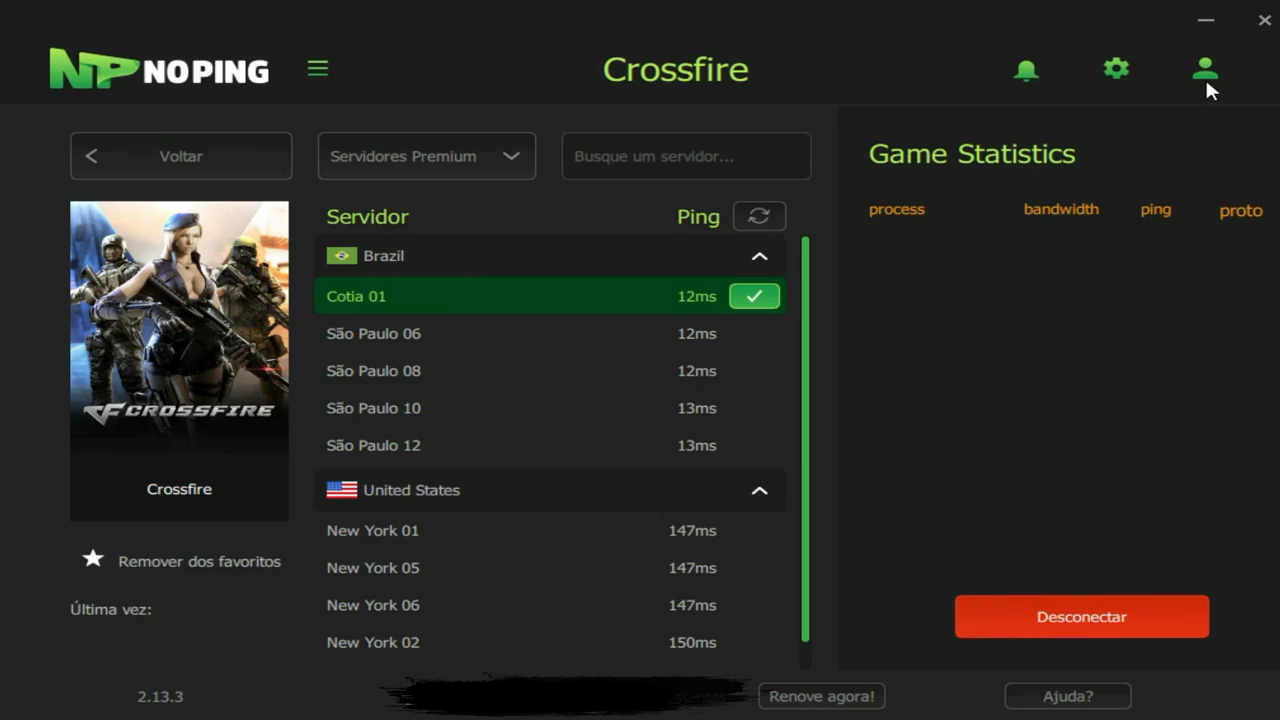 NP NOPING
Crossfire
Voltar
Servidores Premium
Busque um servidor...
Game Statistics
process bandwidth ping proto
Servidor Ping
Brazil
Cotia 01 12ms
São Paulo 06 12ms
São Paulo 08 12ms
São Paulo 10 13ms
São Paulo 12 13ms
United States
New York 01 147ms
New York 05 147ms
New York 06 147ms
New York 02 150ms
CF CROSSFIRE
Crossfire
Remover dos favoritos
Última vez:
Desconectar
2.13.3
Renove agora!
Ajuda?